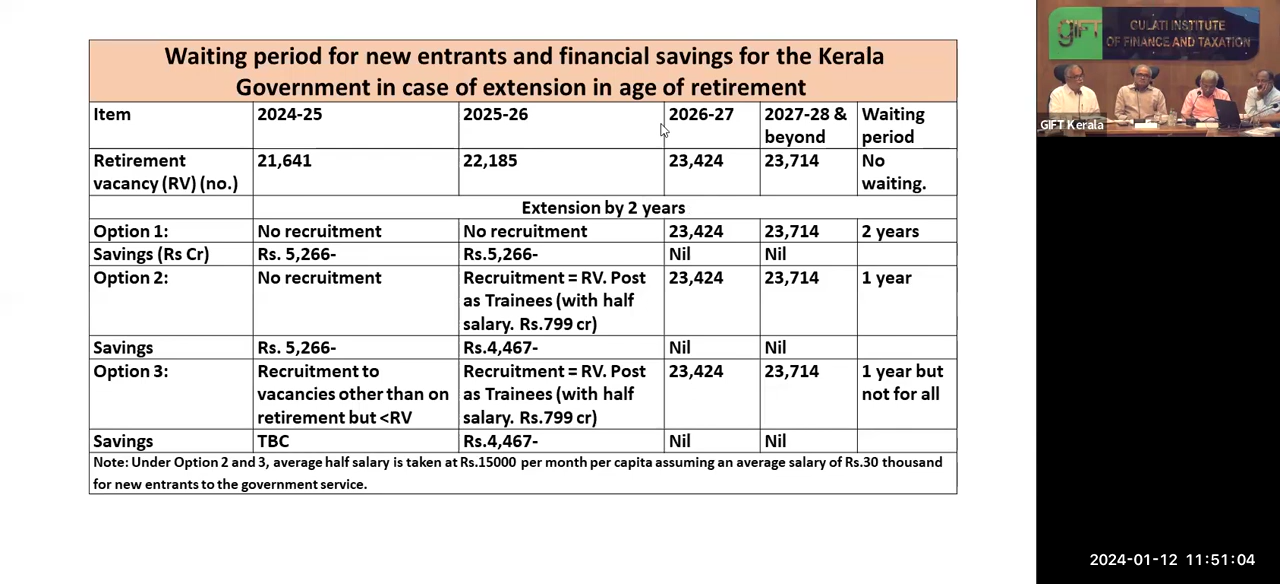 Waiting period for new entrants and financial savings for the Kerala
Government in case of extension in age of retirement
Item 2024-25 2025-26 2026-27 2027-28 & beyond Waiting period
Retirement vacancy (RV) (no.) 21,641 22,185 23,424 23,714 No waiting.
Extension by 2 years
Option 1: No recruitment No recruitment 23,424 23,714 2 years
Savings (Rs Cr) Rs. 5,266- Rs.5,266- Nil Nil
Option 2: No recruitment Recruitment = RV. Post as Trainees (with half salary. Rs.799 cr) 23,424 23,714 1 year
Savings Rs. 5,266- Rs.4,467- Nil Nil
Option 3: Recruitment to vacancies other than on retirement but <RV Recruitment = RV. Post as Trainees (with half salary. Rs.799 cr) 23,424 23,714 1 year but not for all
Savings TBC Rs.4,467- Nil Nil
Note: Under Option 2 and 3, average half salary is taken at Rs.15000 per month per capita assuming an average salary of Rs.30 thousand
for new entrants to the government service.
GIFT
GULATI INSTITUTE
OF FINANCE AND TAXATION
GIFT Kerala
2024-01-12 11:51:04